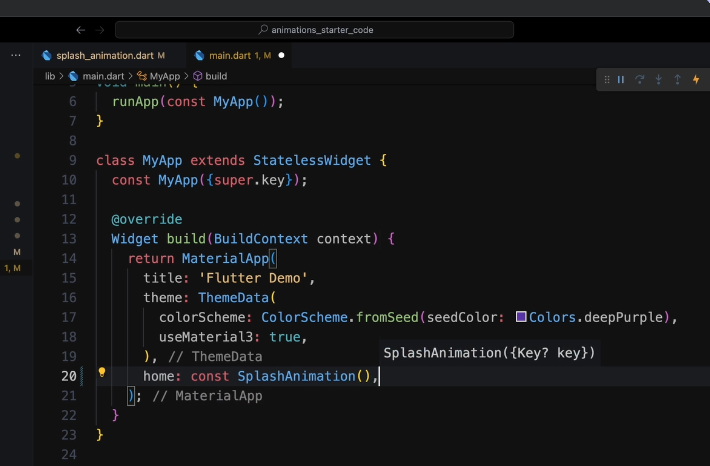 animations_starter_code
splash_animation.dart M
main.dart 1, M
lib > main.dart > MyApp > build
5 void main() {
6 runApp(const MyApp());
7 }
8
9 class MyApp extends StatelessWidget {
10 const MyApp({super.key});
11
12 @override
13 Widget build(BuildContext context) {
14 return MaterialApp(
15 title: 'Flutter Demo',
16 theme: ThemeData(
17 colorScheme: ColorScheme.fromSeed(seedColor: Colors.deepPurple),
18 useMaterial3: true,
19 ), // ThemeData
SplashAnimation({Key? key})
20 home: const SplashAnimation(),
21 ); // MaterialApp
22 }
23 }
24
M
1, M